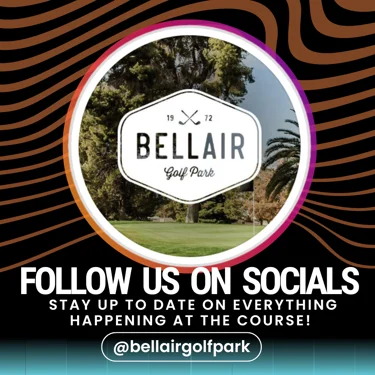 19 72
BELLAIR
Golf Park
FOLLOW US ON SOCIALS
STAY UP TO DATE ON EVERYTHING
HAPPENING AT THE COURSE!
@bellairgolfpark